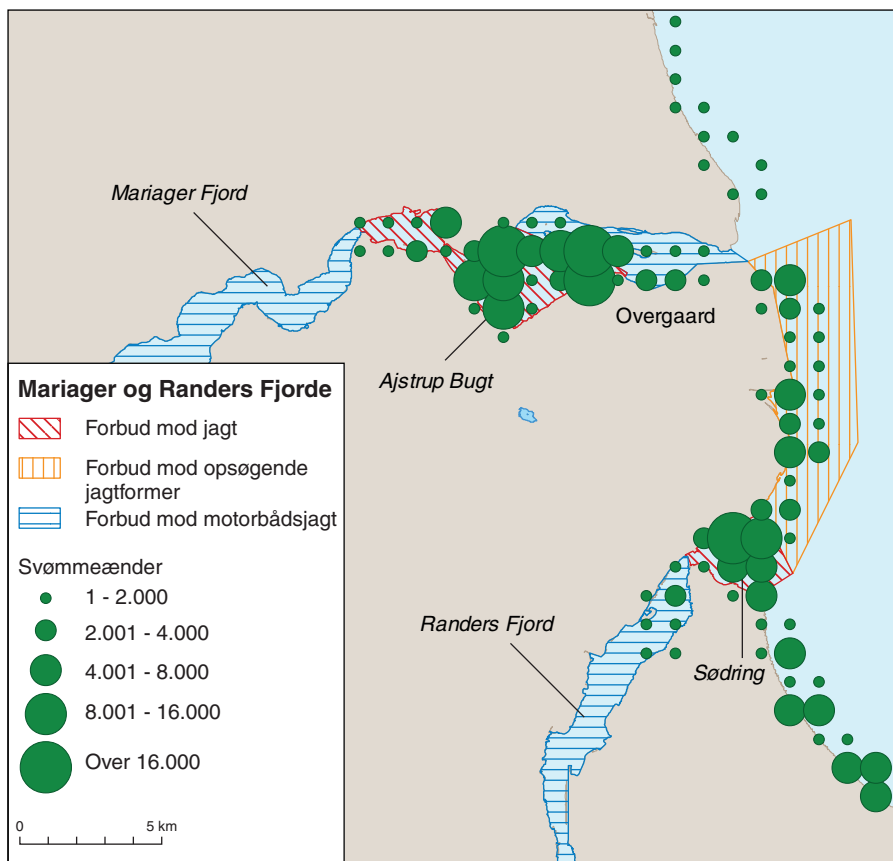 Mariager Fjord
Overgaard
Ajstrup Bugt
Mariager og Randers Fjorde
Forbud mod jagt
Forbud mod opsøgende
jagtformer
Forbud mod motorbådsjagt
Svømmeænder
1 - 2.000
2.001 - 4.000
4.001 - 8.000
8.001 - 16.000
Over 16.000
0 5 km
Randers Fjord
Sødring